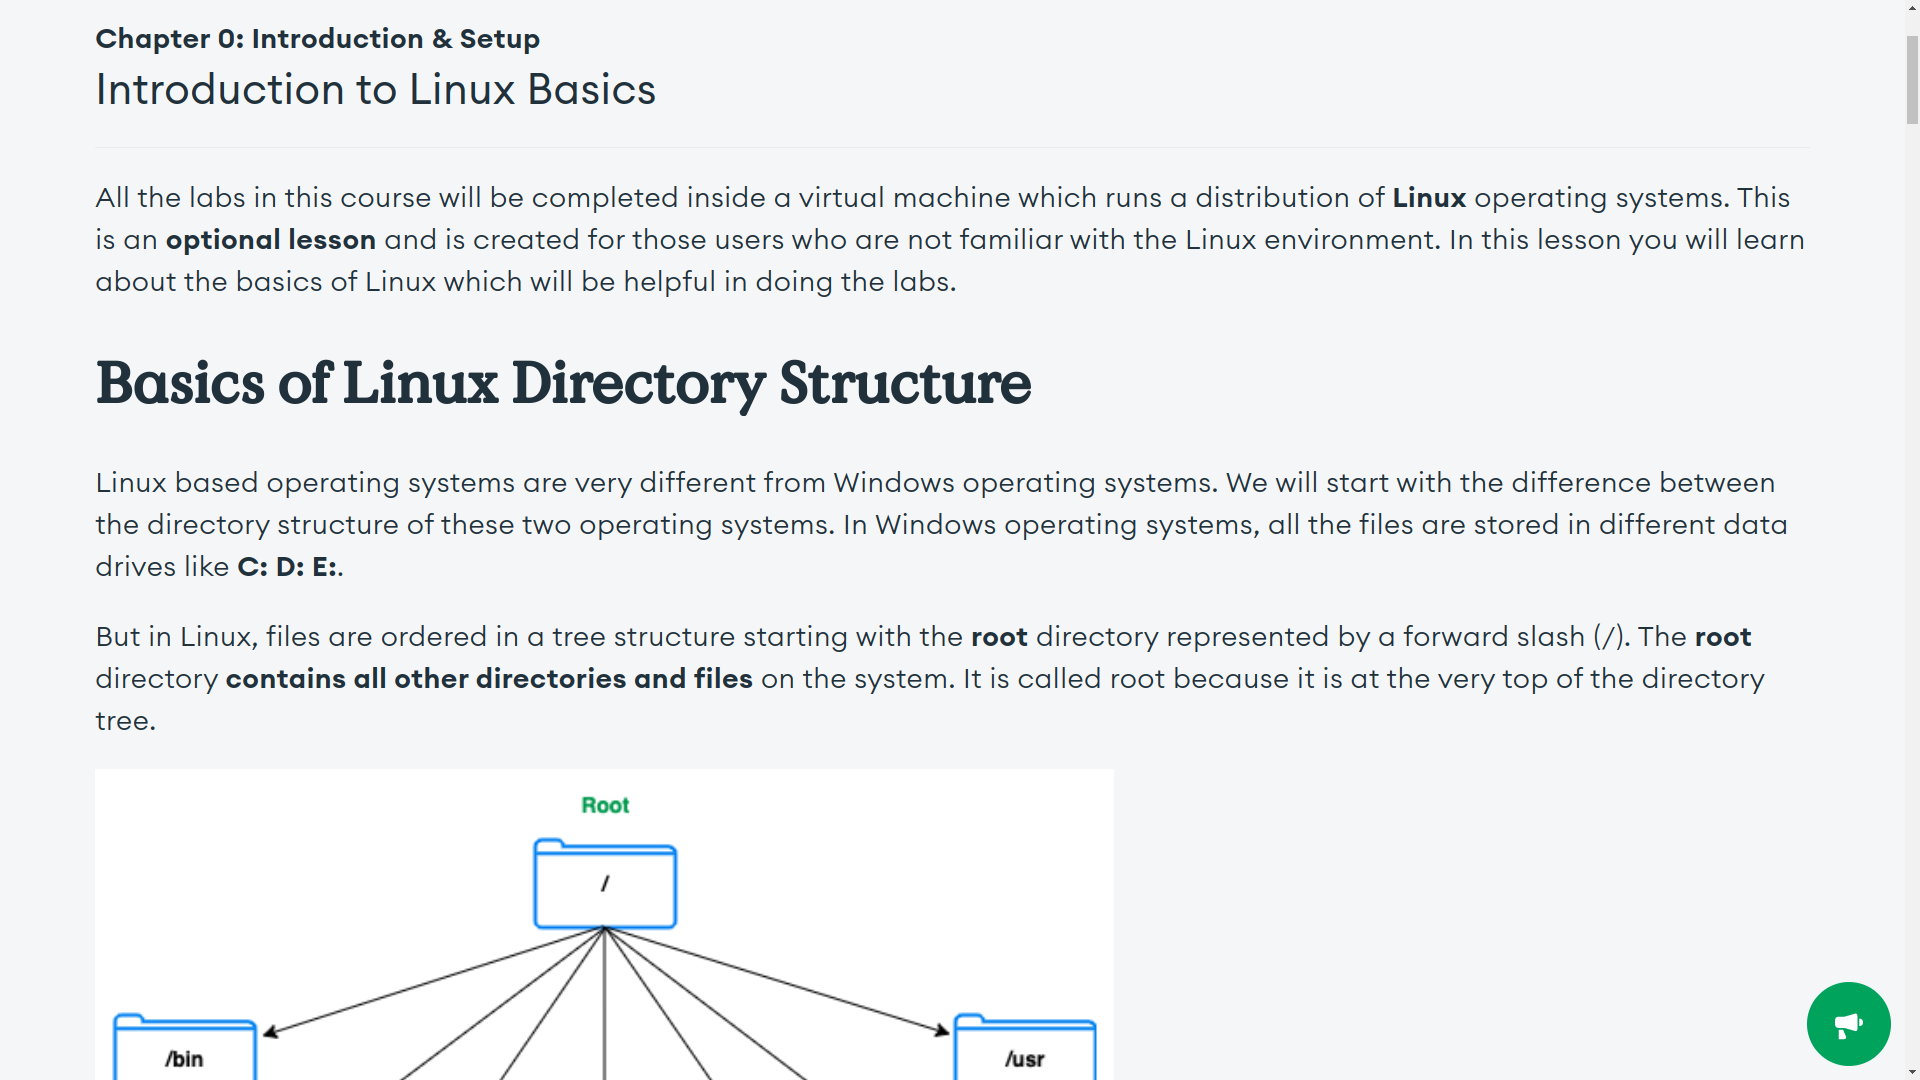 Chapter 0: Introduction & Setup
Introduction to Linux Basics
All the labs in this course will be completed inside a virtual machine which runs a distribution of Linux operating systems. This
is an optional lesson and is created for those users who are not familiar with the Linux environment. In this lesson you will learn
about the basics of Linux which will be helpful in doing the labs.
Basics of Linux Directory Structure
Linux based operating systems are very different from Windows operating systems. We will start with the difference between
the directory structure of these two operating systems. In Windows operating systems, all the files are stored in different data
drives like C: D: E:.
But in Linux, files are ordered in a tree structure starting with the root directory represented by a forward slash (/). The root
directory contains all other directories and files on the system. It is called root because it is at the very top of the directory
tree.
Root
/
/bin
/usr